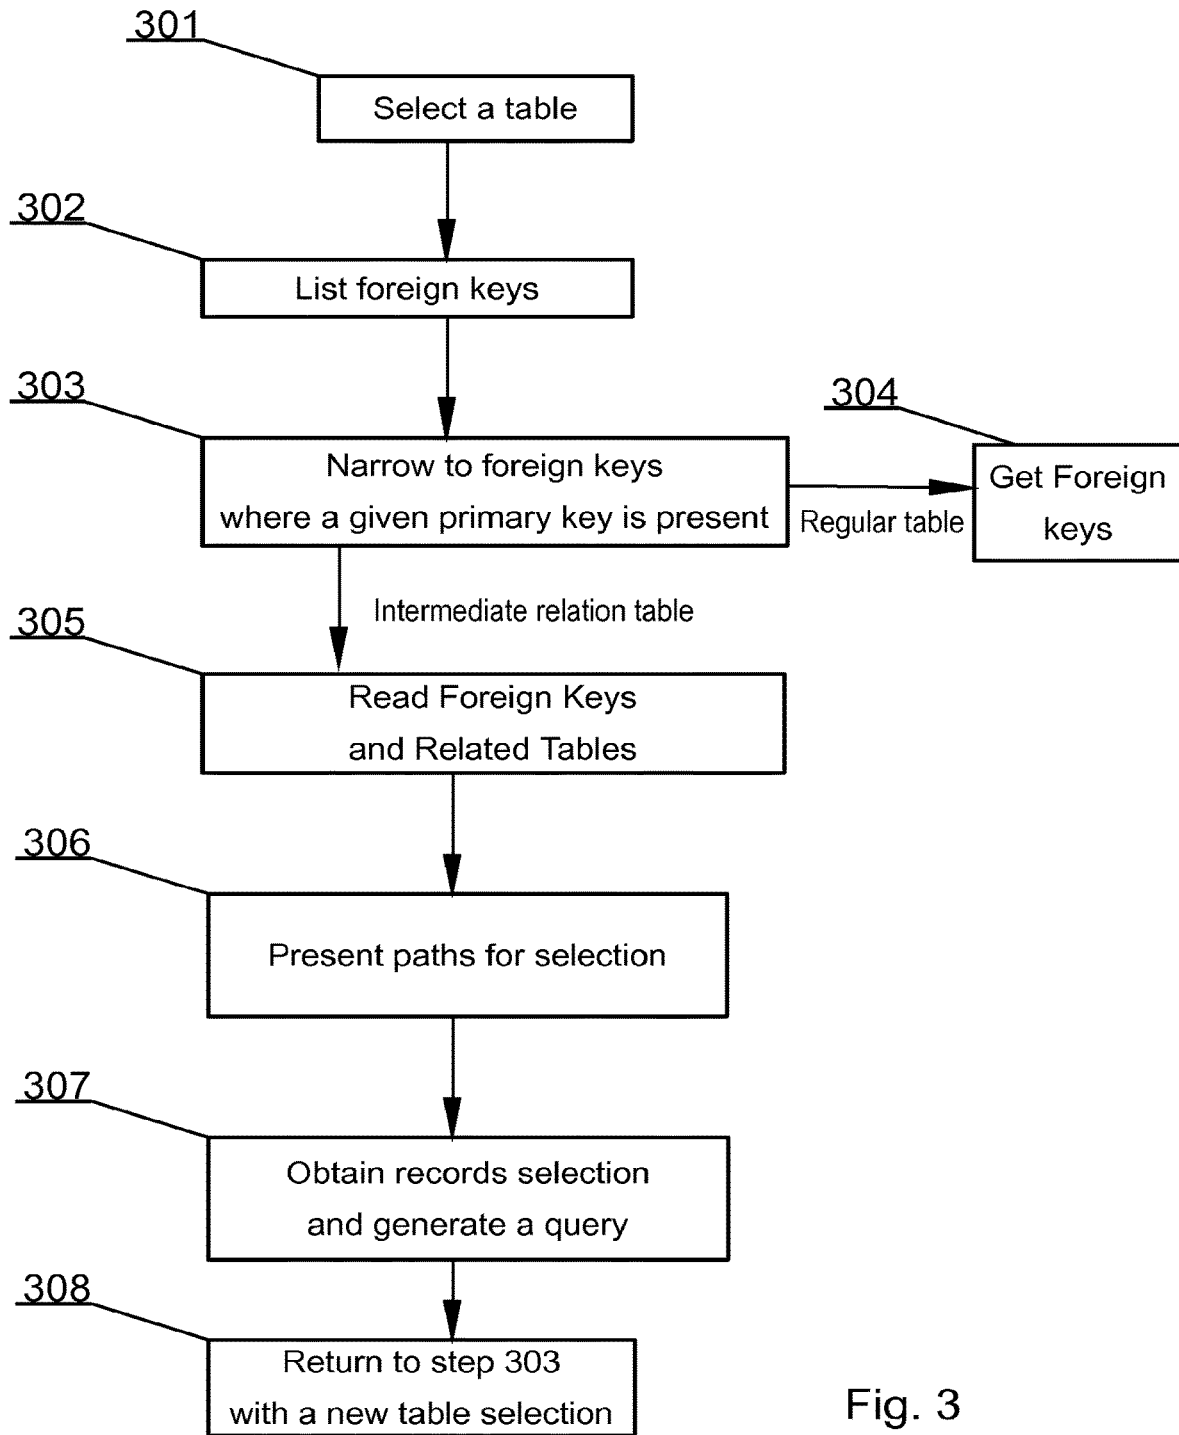 301
Select a table
302
List foreign keys
303
Narrow to foreign keys
where a given primary key is present
Regular table
304
Get Foreign
keys
Intermediate relation table
305
Read Foreign Keys
and Related Tables
306
Present paths for selection
307
Obtain records selection
and generate a query
308
Return to step 303
with a new table selection
Fig. 3